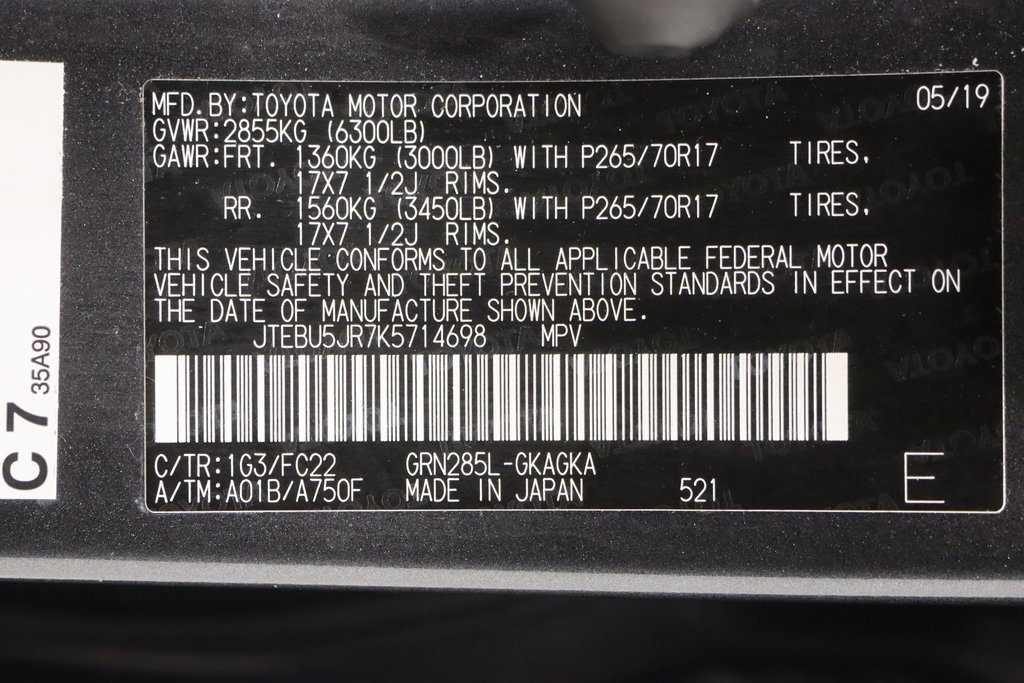 MFD.BY:TOYOTA MOTOR CORPORATION 05/19
GVWR:2855KG (6300LB)
GAWR:FRT. 1360KG (3000LB) WITH P265/70R17 TIRES,
17X7 1/2J RIMS.
RR. 1560KG (3450LB) WITH P265/70R17 TIRES,
17X7 1/2J RIMS.
THIS VEHICLE CONFORMS TO ALL APPLICABLE FEDERAL MOTOR
VEHICLE SAFETY AND THEFT PREVENTION STANDARDS IN EFFECT ON
THE DATE OF MANUFACTURE SHOWN ABOVE.
JTEBU5JR7K5714698 MPV
C/TR:1G3/FC22 GRN285L-GKAGKA
A/TM:A01B/A750F MADE IN JAPAN 521 E
C 7 35A90